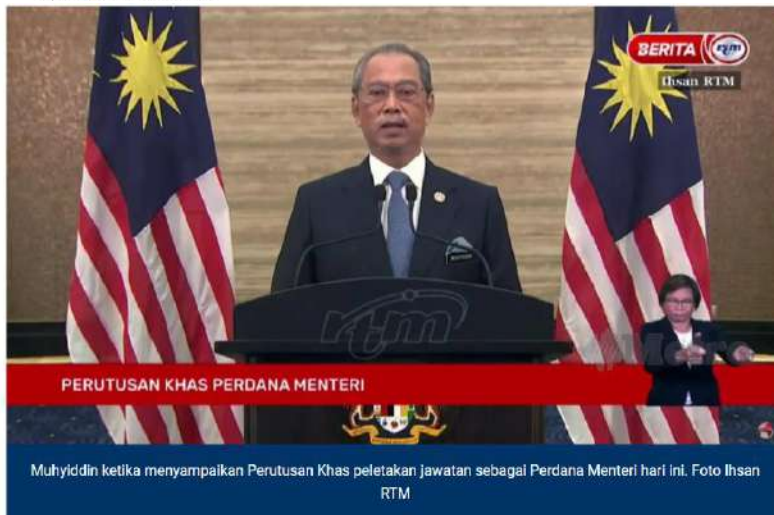 BERITA rtm
Ihsan RTM
rtm
Metro
PERUTUSAN KHAS PERDANA MENTERI
Muhyiddin ketika menyampaikan Perutusan Khas peletakan jawatan sebagai Perdana Menteri hari ini. Foto Ihsan
RTM